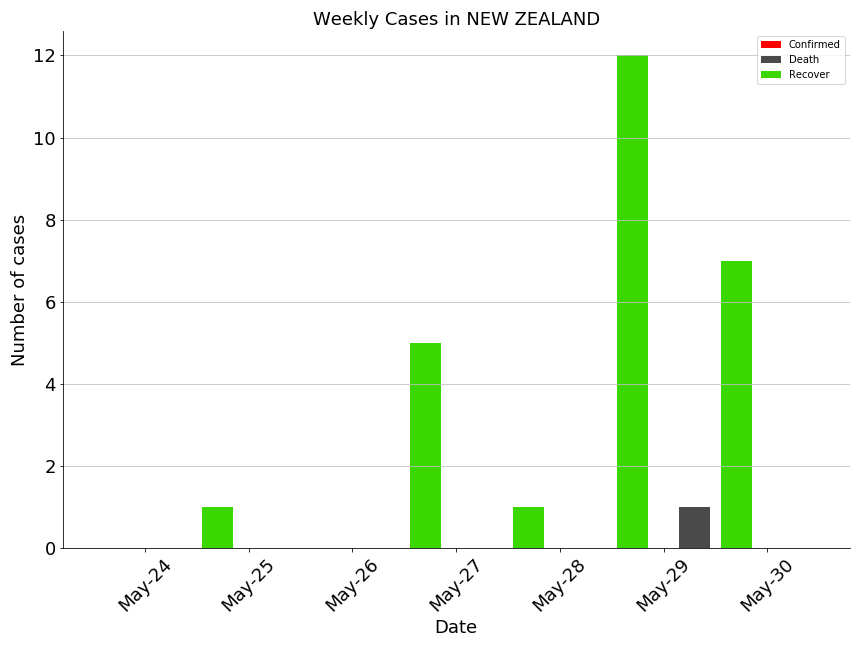 Weekly Cases in NEW ZEALAND
Confirmed
Death
Recover
Number of cases
12
10
8
6
4
2
0
May-24
May-25
May-26
May-27
May-28
May-29
May-30
Date